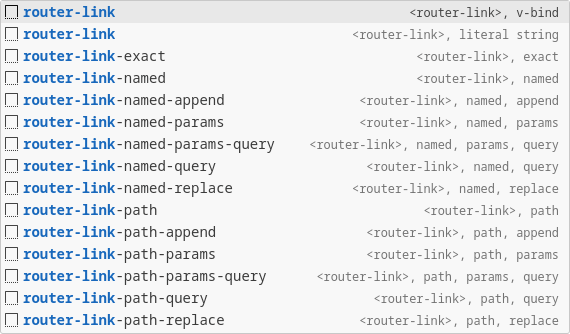 router-link <router-link>, v-bind
router-link <router-link>, literal string
router-link-exact <router-link>, exact
router-link-named <router-link>, named
router-link-named-append <router-link>, named, append
router-link-named-params <router-link>, named, params
router-link-named-params-query <router-link>, named, params, query
router-link-named-query <router-link>, named, query
router-link-named-replace <router-link>, named, replace
router-link-path <router-link>, path
router-link-path-append <router-link>, path, append
router-link-path-params <router-link>, path, params
router-link-path-params-query <router-link>, path, params, query
router-link-path-query <router-link>, path, query
router-link-path-replace <router-link>, path, replace